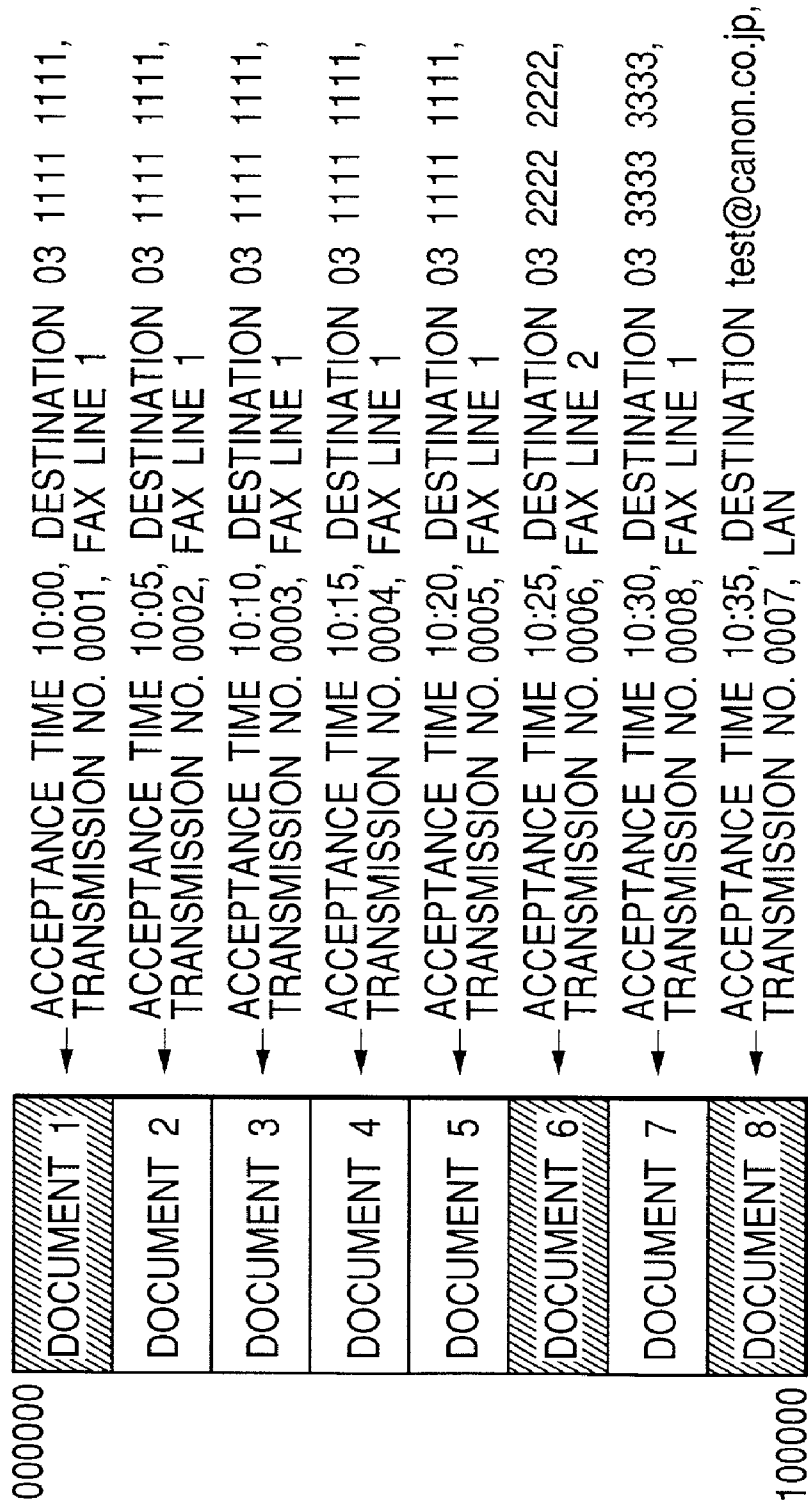 000000
DOCUMENT 1
ACCEPTANCE TIME 10:00, DESTINATION 03 1111 1111,
TRANSMISSION NO. 0001, FAX LINE 1
DOCUMENT 2
ACCEPTANCE TIME 10:05, DESTINATION 03 1111 1111,
TRANSMISSION NO. 0002, FAX LINE 1
DOCUMENT 3
ACCEPTANCE TIME 10:10, DESTINATION 03 1111 1111,
TRANSMISSION NO. 0003, FAX LINE 1
DOCUMENT 4
ACCEPTANCE TIME 10:15, DESTINATION 03 1111 1111,
TRANSMISSION NO. 0004, FAX LINE 1
DOCUMENT 5
ACCEPTANCE TIME 10:20, DESTINATION 03 1111 1111,
TRANSMISSION NO. 0005, FAX LINE 1
DOCUMENT 6
ACCEPTANCE TIME 10:25, DESTINATION 03 2222 2222,
TRANSMISSION NO. 0006, FAX LINE 2
DOCUMENT 7
ACCEPTANCE TIME 10:30, DESTINATION 03 3333 3333,
TRANSMISSION NO. 0008, FAX LINE 1
100000
DOCUMENT 8
ACCEPTANCE TIME 10:35, DESTINATION test@canon.co.jp,
TRANSMISSION NO. 0007, LAN